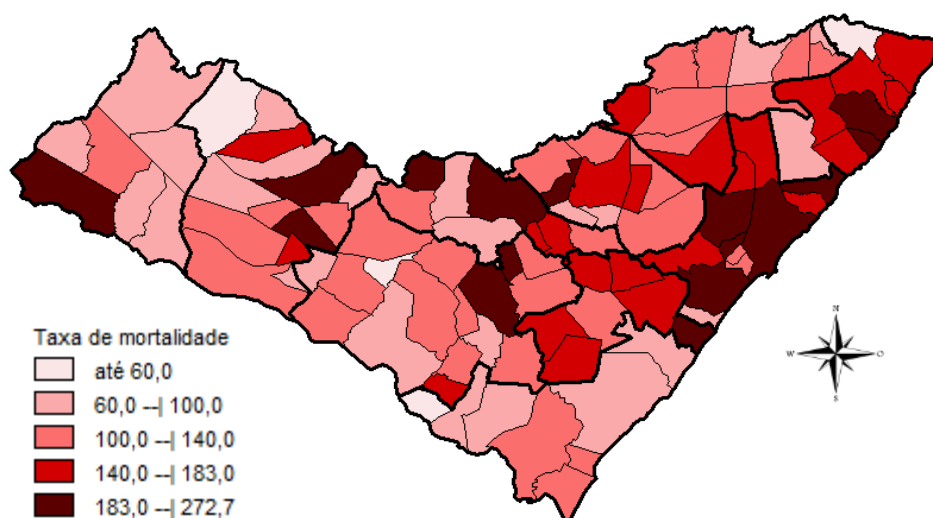 Taxa de mortalidade
até 60,0
60,0 --| 100,0
100,0 --| 140,0
140,0 --| 183,0
183,0 --| 272,7
N
W
O
S